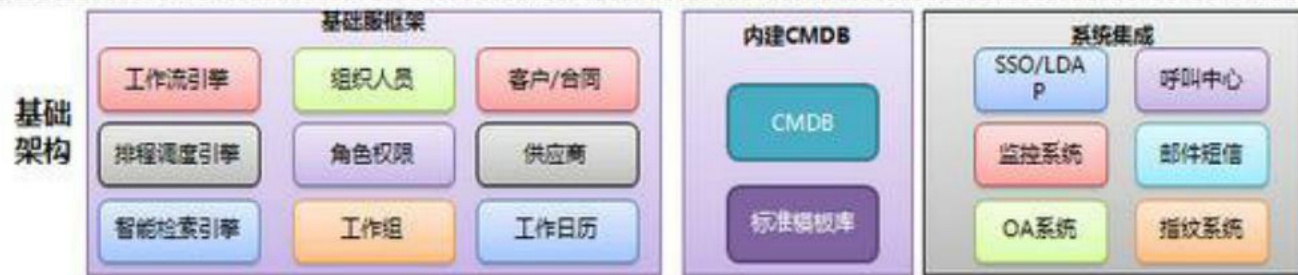 基础服框架
内建CMDB
系统集成
基础
架构
工作流引擎
组织人员
客户/合同
排程调度引擎
角色权限
供应商
智能检索引擎
工作组
工作日历
CMDB
标准模板库
SSO/LDA
P
呼叫中心
监控系统
邮件短信
OA系统
指纹系统